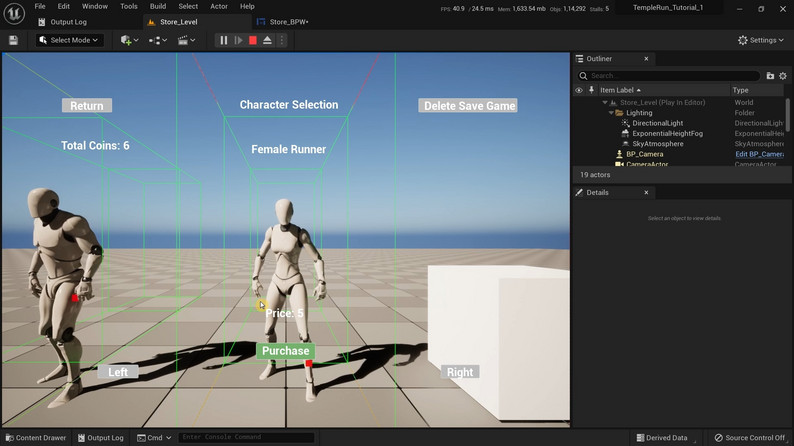 File Edit Window Tools Build Select Actor Help
FPS: 40.9 / 24.5 ms Mem: 1,633.54 mb Obj: 1,14,292 Stalls: 5
TempleRun_Tutorial_1
Output Log
Store_Level
Store_BPW*
Select Mode
Settings
Return
Character Selection
Delete Save Game
Total Coins: 6
Female Runner
Price: 5
Purchase
Left
Right
Outliner
Search...
Item Label
Type
Store_Level (Play In Editor)
World
Lighting
Folder
DirectionalLight
DirectionalLigh
ExponentialHeightFog
ExponentialHei
SkyAtmosphere
SkyAtmosphere
BP_Camera
Edit BP_Camera
CameraActor
CameraActor
19 actors
Details
Select an object to view details.
Content Drawer
Output Log
Cmd
Enter Console Command
Derived Data
Source Control Off